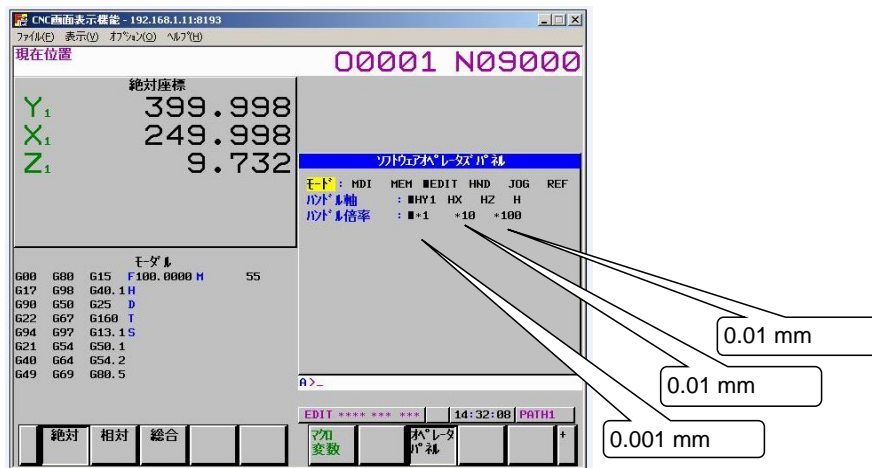 CNC画面表示機能 - 192.168.1.11:8193
ファイル(F) 表示(V) オプション(O) ヘルプ(H)
現在位置
O0001 N09000
絶対座標
Y1 399.998
X1 249.998
Z1 9.732
ソフトウェアオペレータズパネル
モード : MDI MEM ■EDIT HND JOG REF
ハンドル軸 : ■HY1 HX HZ H
ハンドル倍率 : ■*1 *10 *100
モーダル
G00 G80 G15 F100.0000 M 55
G17 G98 G40.1 H
G90 G50 G25 D
G22 G67 G160 T
G94 G97 G13.1 S
G21 G54 G50.1
G40 G64 G54.2
G49 G69 G80.5
0.01 mm
0.01 mm
0.001 mm
A>_
EDIT **** *** *** 14:32:08 PATH1
絶対 相対 総合 マクロ変数 オペレータパネル +